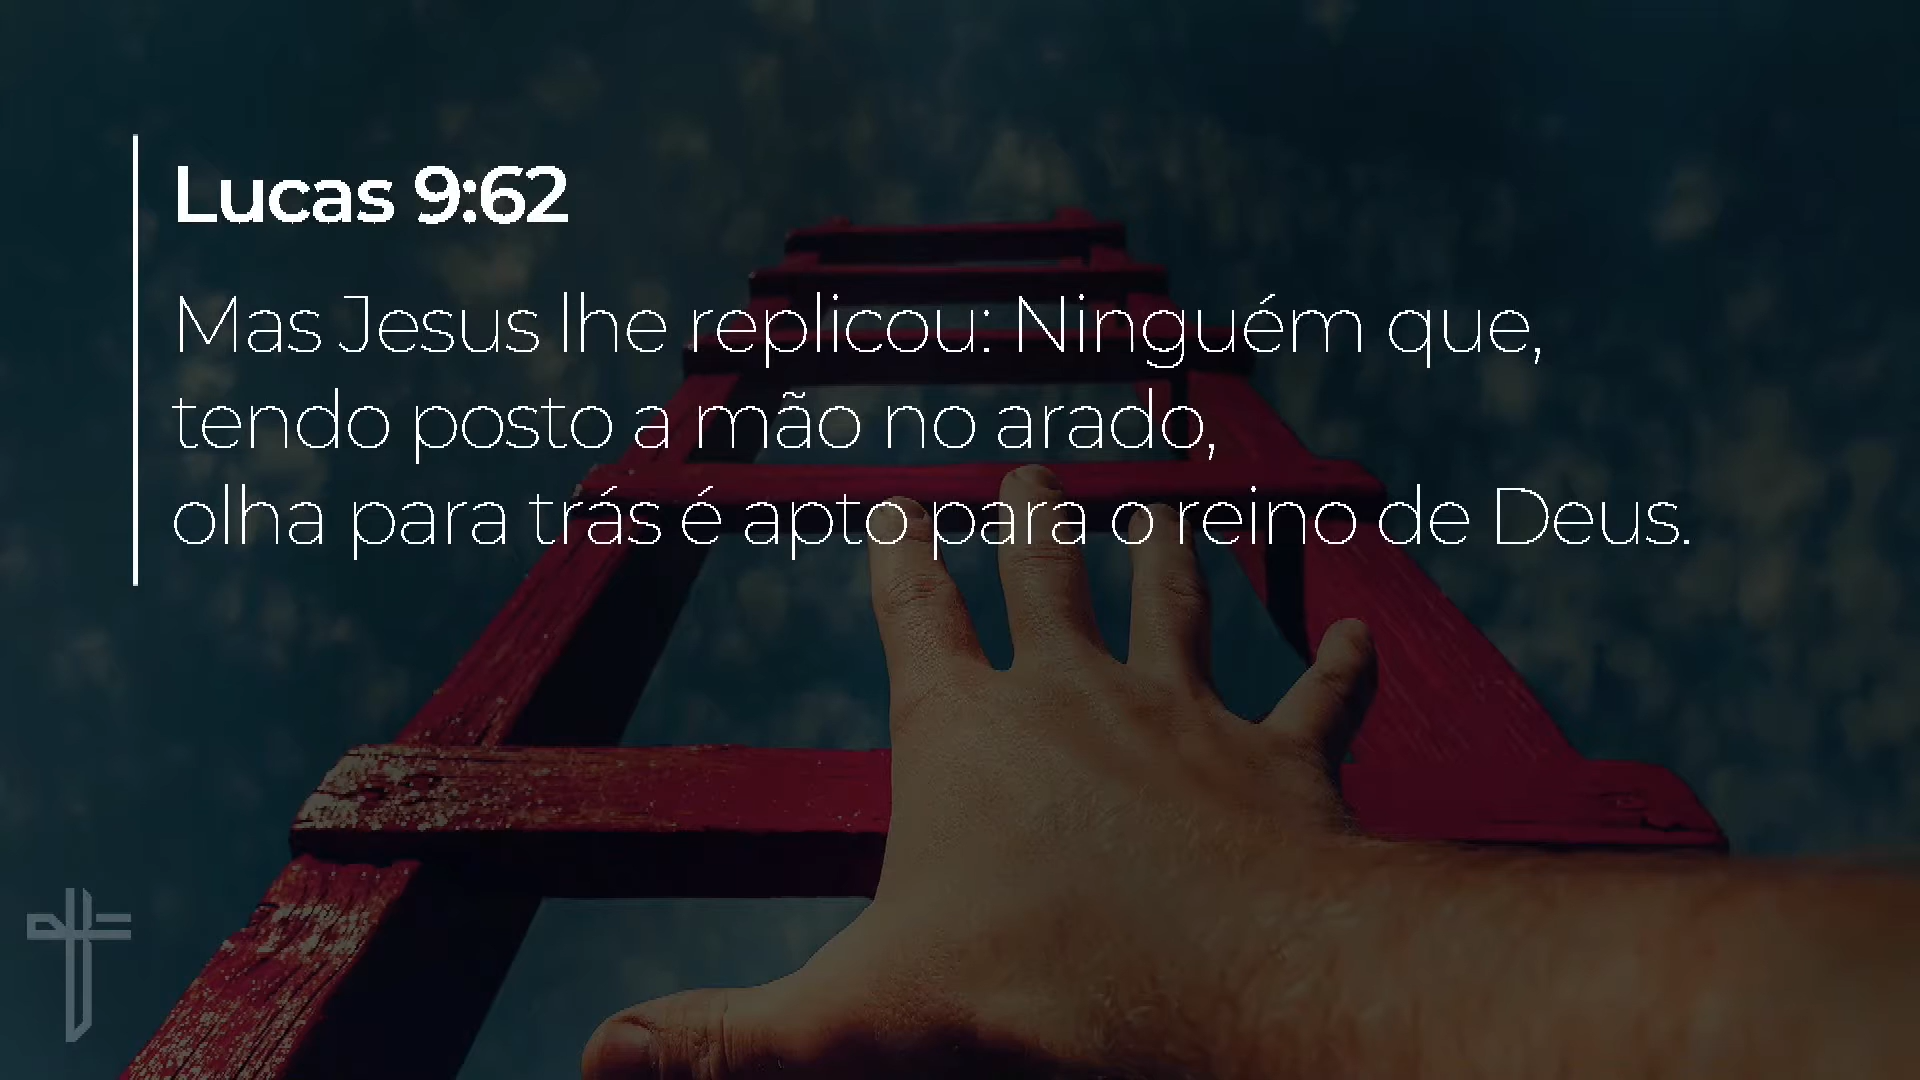 Lucas 9:62
Mas Jesus lhe replicou: Ninguém que,
tendo posto a mão no arado,
olha para trás é apto para o reino de Deus.